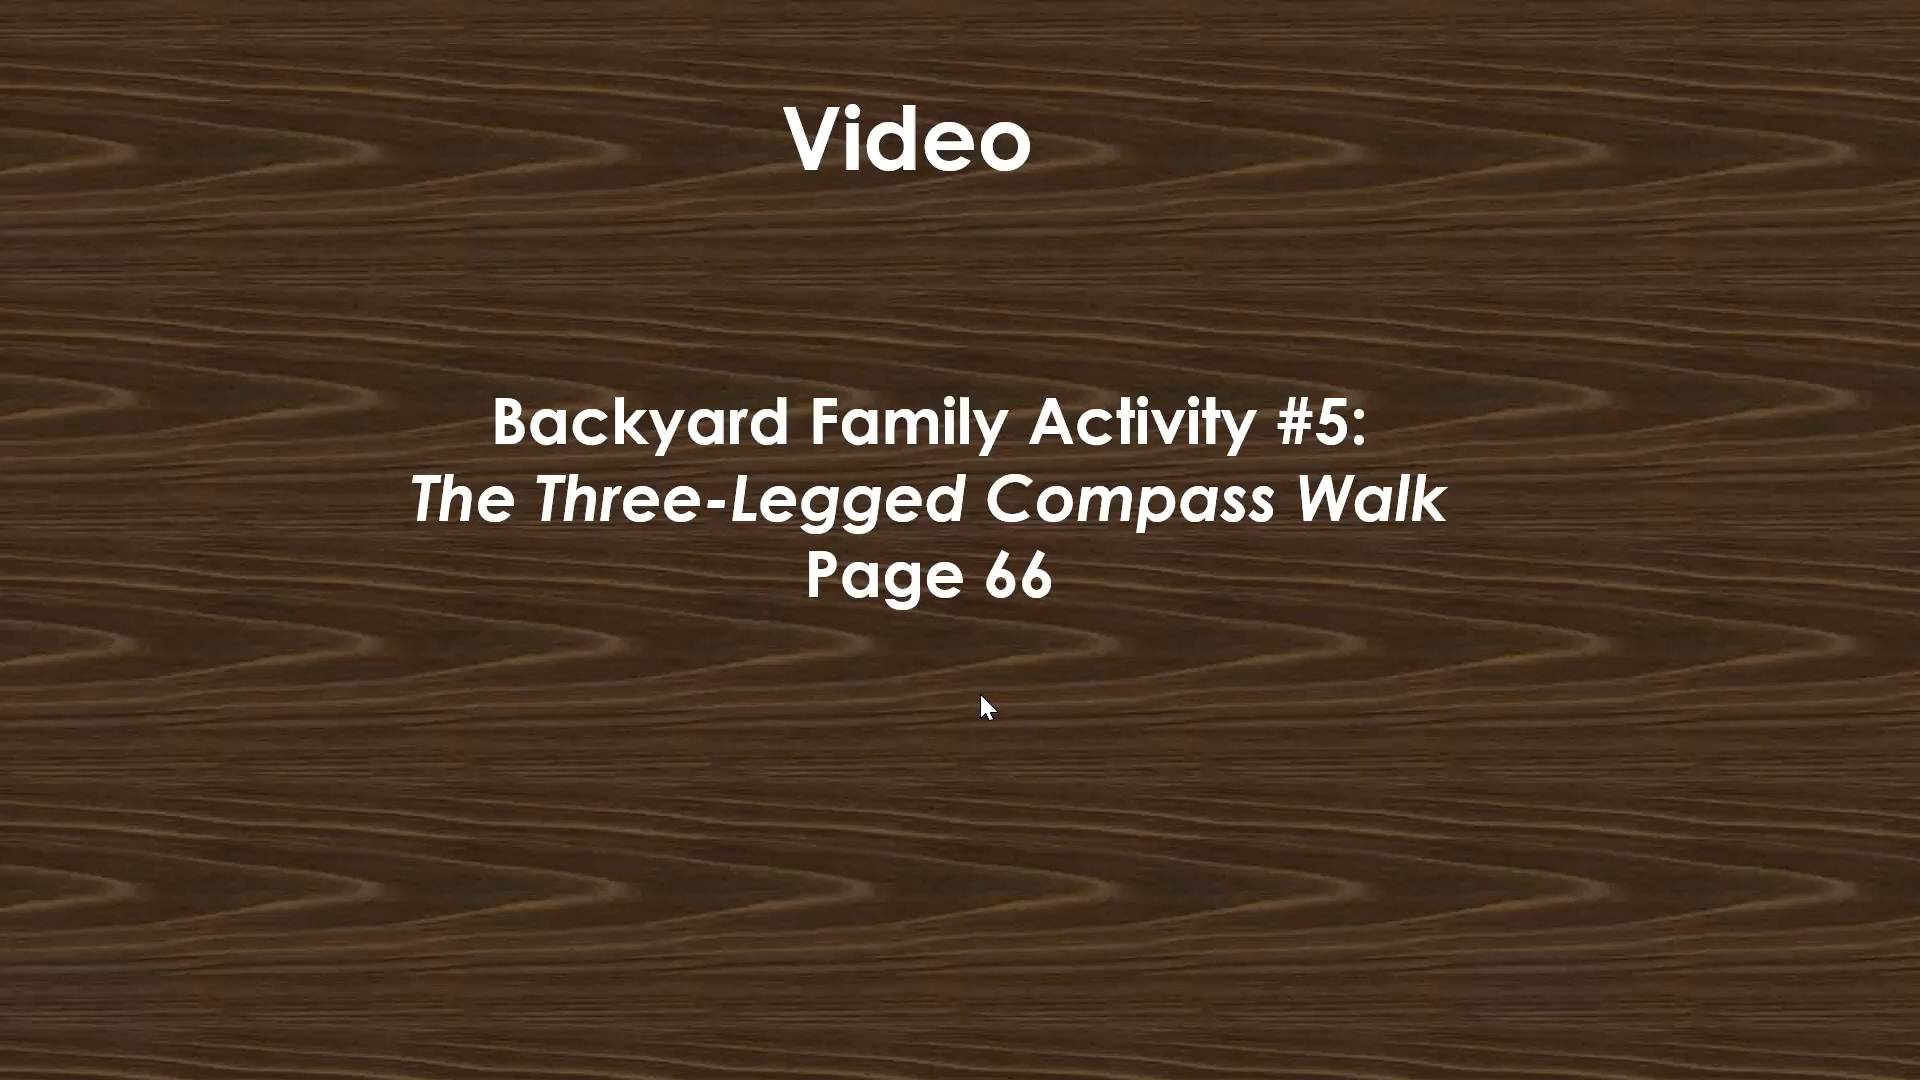 Video
Backyard Family Activity #5:
The Three-Legged Compass Walk
Page 66